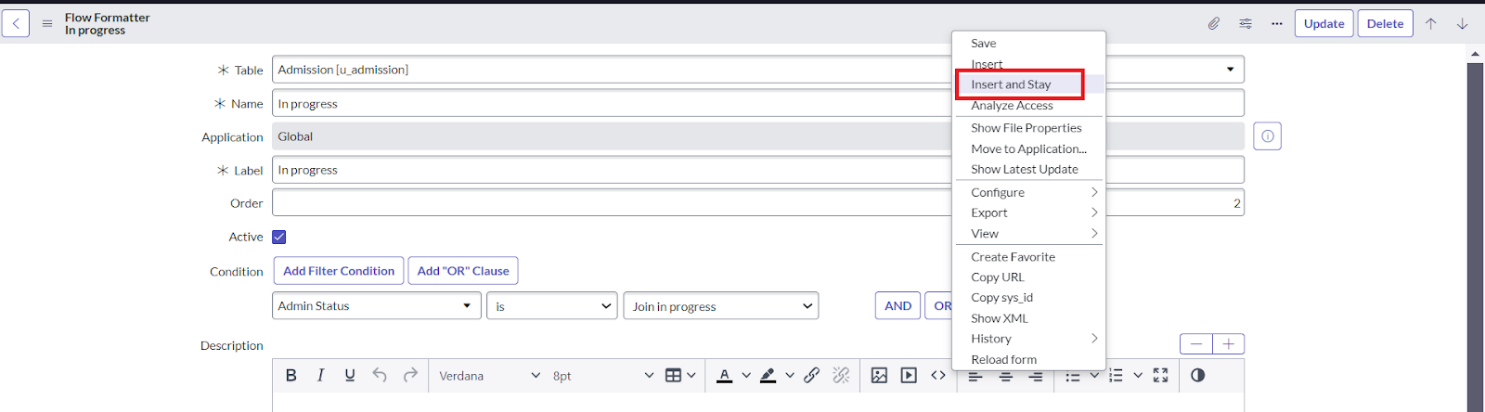 Flow Formatter
In progress
Update
Delete
Table
Admission [u_admission]
Name
In progress
Application
Global
Label
In progress
Order
2
Active
Condition
Add Filter Condition
Add "OR" Clause
Admin Status
is
Join in progress
AND
OR
Description
B I U
Verdana
8pt
A
Save
Insert
Insert and Stay
Analyze Access
Show File Properties
Move to Application...
Show Latest Update
Configure
Export
View
Create Favorite
Copy URL
Copy sys_id
Show XML
History
Reload form